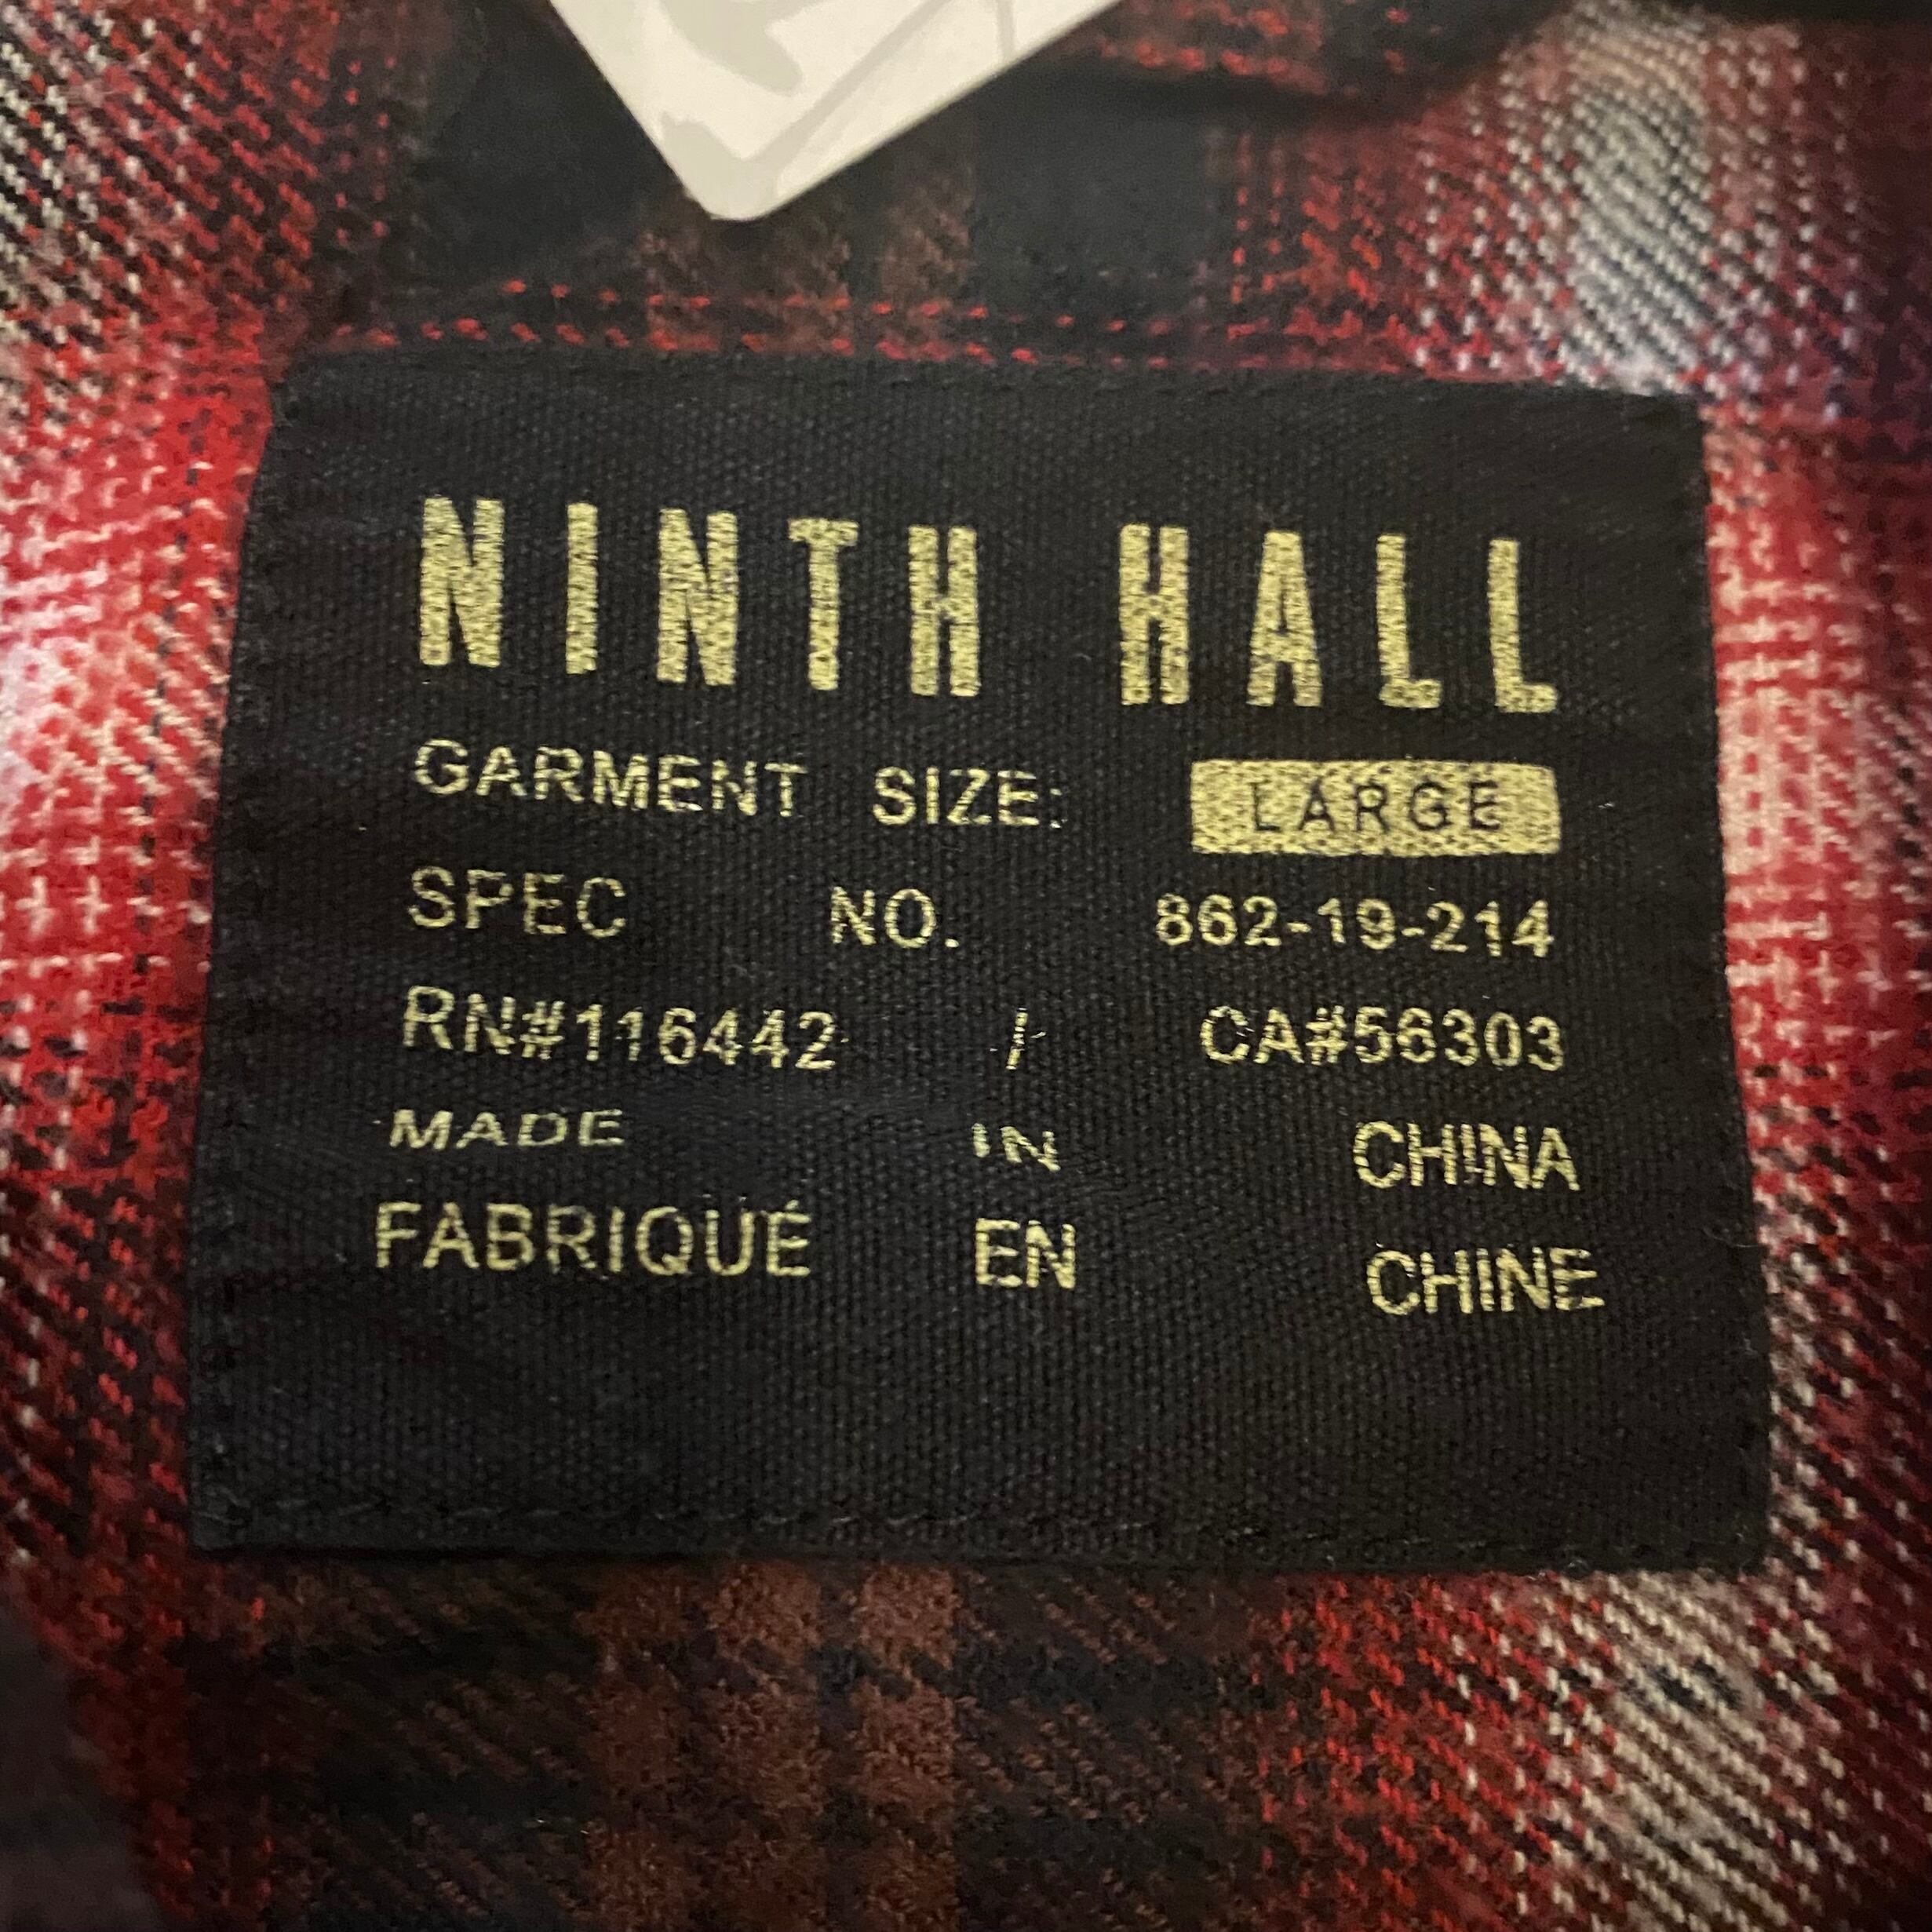 NINTH HALL
GARMENT SIZE: LARGE
SPEC NO. 862-19-214
RN#116442 / CA#56303
MADE IN CHINA
FABRIQUÉ EN CHINE